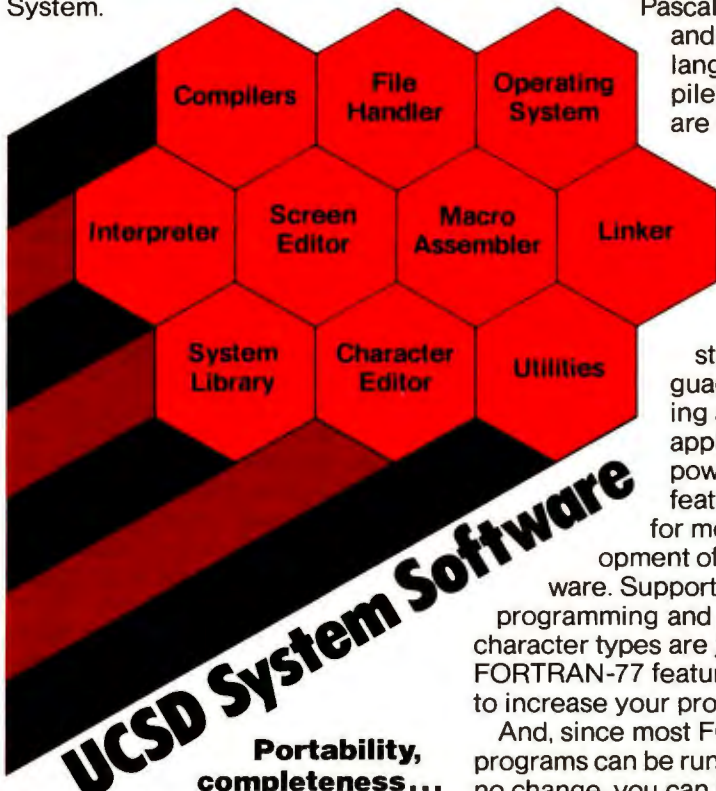 System.
Compilers
File
Handler
Operating
System
Interpreter
Screen
Editor
Macro
Assembler
Linker
System
Library
Character
Editor
Utilities
UCSD System Software
Portability,
completeness...
Pascal
and
lang
pile
are
st
guag
ing
app
pow
feat
for me
opment of
ware. Support
programming and
character types are
FORTRAN-77 featur
to increase your pro
And, since most FO
programs can be run
no change, you can